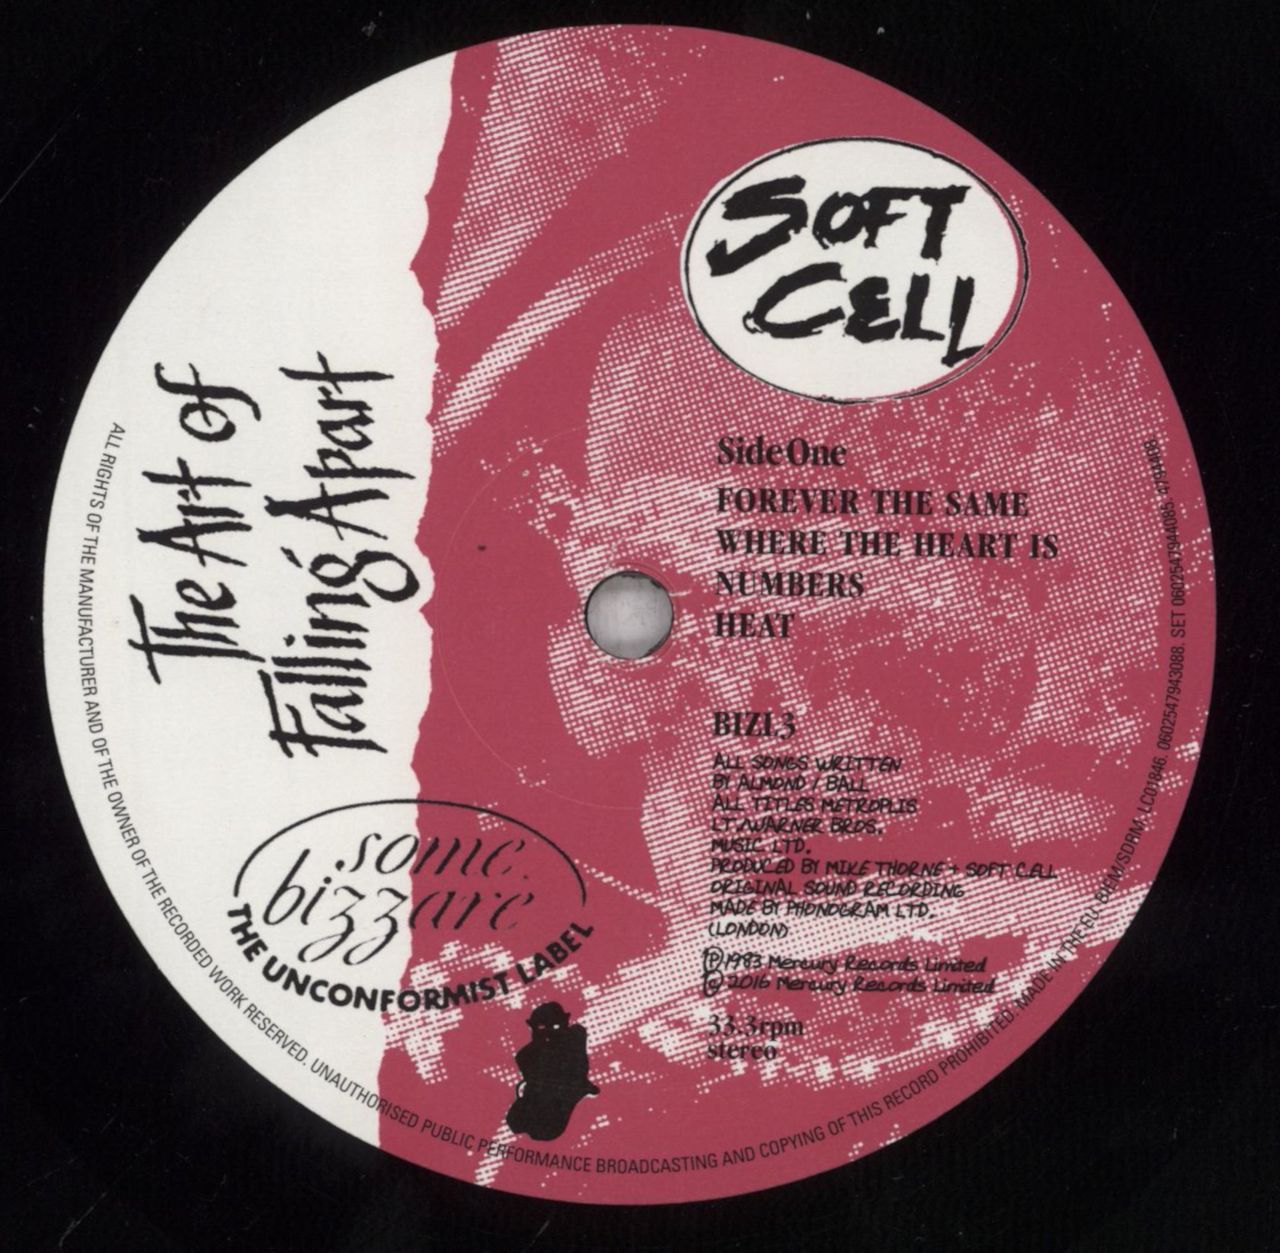 SOFT
CELL
The Art of
Falling Apart
Side One
FOREVER THE SAME
WHERE THE HEART IS
NUMBERS
HEAT
BIZL3
ALL SONGS WRITTEN
BY ALMOND / BALL
ALL TITLES METROPLIS
LT./WARNER BROS.
MUSIC LTD.
PRODUCED BY MIKE THORNE + SOFT CELL
ORIGINAL SOUND RECORDING
MADE BY PHONOGRAM LTD.
(LONDON)
℗ 1983 Mercury Records Limited
© 2016 Mercury Records Limited
33.3rpm
stereo
some
bizzare
THE UNCONFORMIST LABEL
ALL RIGHTS OF THE MANUFACTURER AND OF THE OWNER OF THE RECORDED WORK RESERVED. UNAUTHORISED PUBLIC PERFORMANCE BROADCASTING AND COPYING OF THIS RECORD PROHIBITED. MADE IN THE EU. BIEM/SDRM. LC01846. 0602547943088. SET 0602547944085